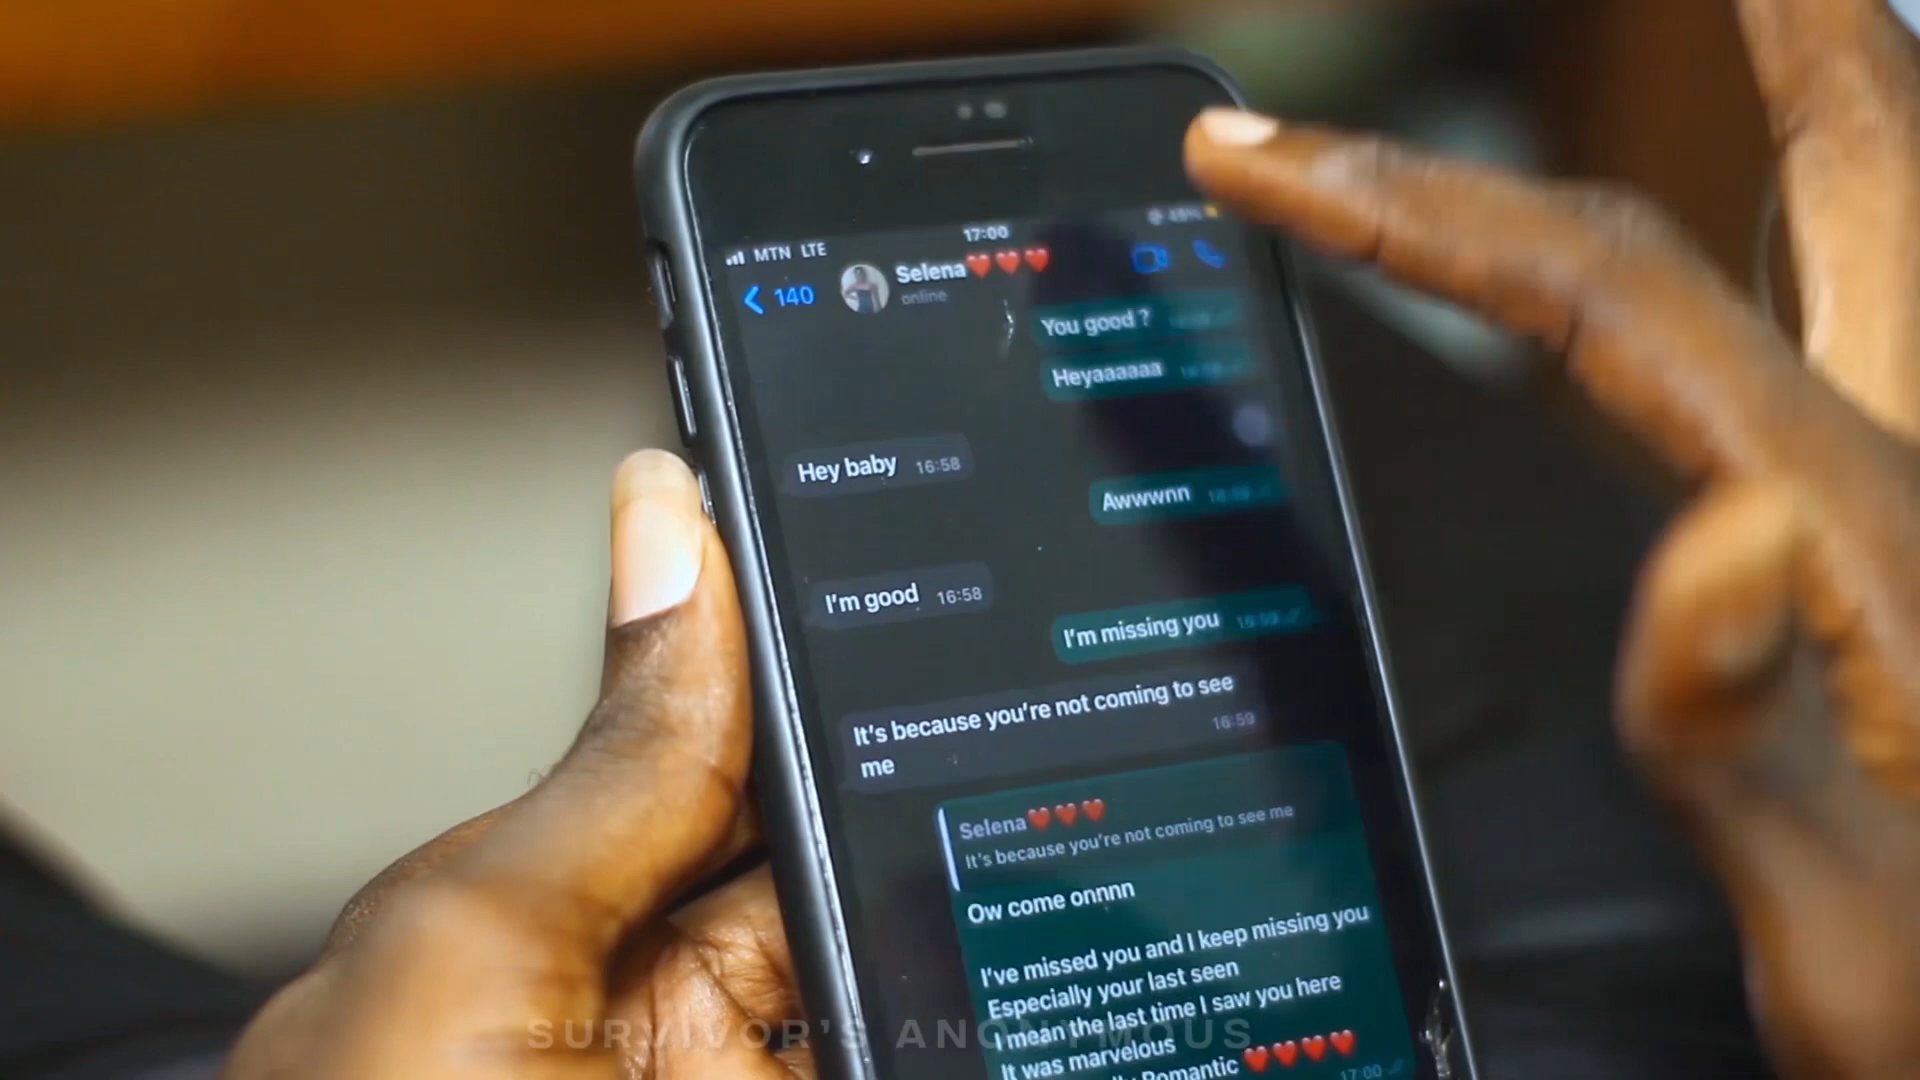 MTN LTE
17:00
140
Selena❤️❤️❤️
online
You good ?
Heyaaaaaa
Hey baby 16:58
Awwwnn
I'm good 16:58
I'm missing you 16:59
It's because you're not coming to see
me 16:59
Selena❤️❤️❤️
It's because you're not coming to see me
Ow come onnnn
I've missed you and I keep missing you
Especially your last seen
I mean the last time I saw you here
It was marvelous
Romantic ❤️❤️❤️❤️
17:00
SURVIVOR'S ANONYMOUS